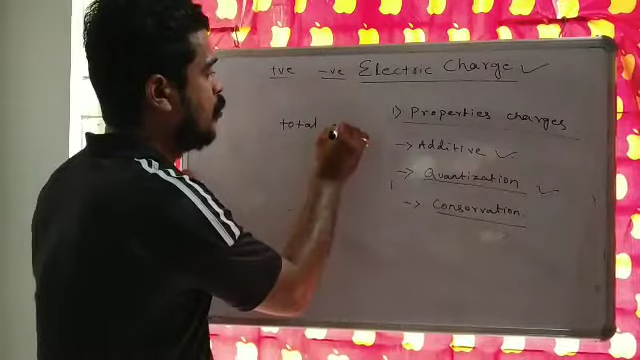 +ve -ve Electric Charge ✓
1) Properties charges
total
→ Additive ✓
→ Quantization ✓
→ Conservation